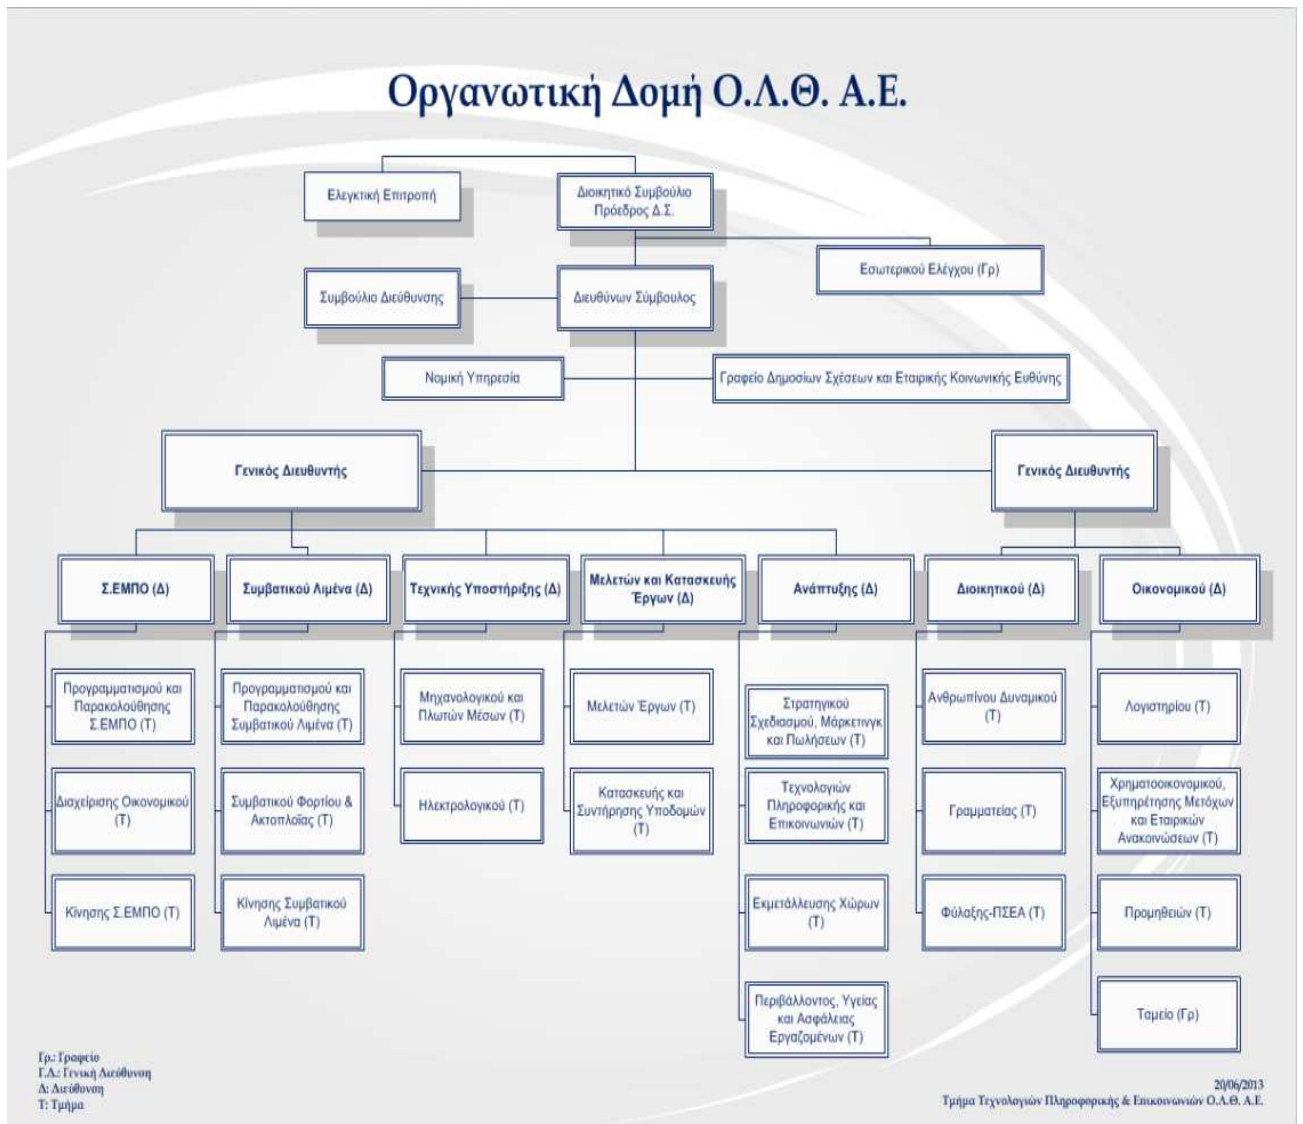 Οργανωτική Δομή Ο.Λ.Θ. Α.Ε.
Ελεγκτική Επιτροπή
Διοικητικό Συμβούλιο
Πρόεδρος Δ.Σ.
Εσωτερικού Ελέγχου (Γρ)
Συμβούλιο Διεύθυνσης
Διευθύνων Σύμβουλος
Νομική Υπηρεσία
Γραφείο Δημοσίων Σχέσεων και Εταιρικής Κοινωνικής Ευθύνης
Γενικός Διευθυντής
Γενικός Διευθυντής
Σ.ΕΜΠΟ (Δ)
Συμβατικού Λιμένα (Δ)
Τεχνικής Υποστήριξης (Δ)
Μελετών και Κατασκευής
Έργων (Δ)
Ανάπτυξης (Δ)
Διοικητικού (Δ)
Οικονομικού (Δ)
Προγραμματισμού και
Παρακολούθησης
Σ.ΕΜΠΟ (Τ)
Διαχείρισης Οικονομικού
(Τ)
Κίνησης Σ.ΕΜΠΟ (Τ)
Προγραμματισμού και
Παρακολούθησης
Συμβατικού Λιμένα (Τ)
Συμβατικού Φορτίου &
Ακτοπλοΐας (Τ)
Κίνησης Συμβατικού
Λιμένα (Τ)
Μηχανολογικού και
Πλωτών Μέσων (Τ)
Ηλεκτρολογικού (Τ)
Μελετών Έργων (Τ)
Κατασκευής και
Συντήρησης Υποδομών
(Τ)
Στρατηγικού
Σχεδιασμού, Μάρκετινγκ
και Πωλήσεων (Τ)
Τεχνολογιών
Πληροφορικής και
Επικοινωνιών (Τ)
Εκμετάλλευσης Χώρων
(Τ)
Περιβάλλοντος, Υγείας
και Ασφάλειας
Εργαζομένων (Τ)
Ανθρωπίνου Δυναμικού
(Τ)
Γραμματείας (Τ)
Φύλαξης-ΠΣΕΑ (Τ)
Λογιστηρίου (Τ)
Χρηματοοικονομικού,
Εξυπηρέτησης Μετόχων
και Εταιρικών
Ανακοινώσεων (Τ)
Προμηθειών (Τ)
Ταμείο (Γρ)
Γρ.: Γραφείο
Γ.Δ.: Γενική Διεύθυνση
Δ: Διεύθυνση
Τ: Τμήμα
20/06/2013
Τμήμα Τεχνολογιών Πληροφορικής & Επικοινωνιών Ο.Λ.Θ. Α.Ε.